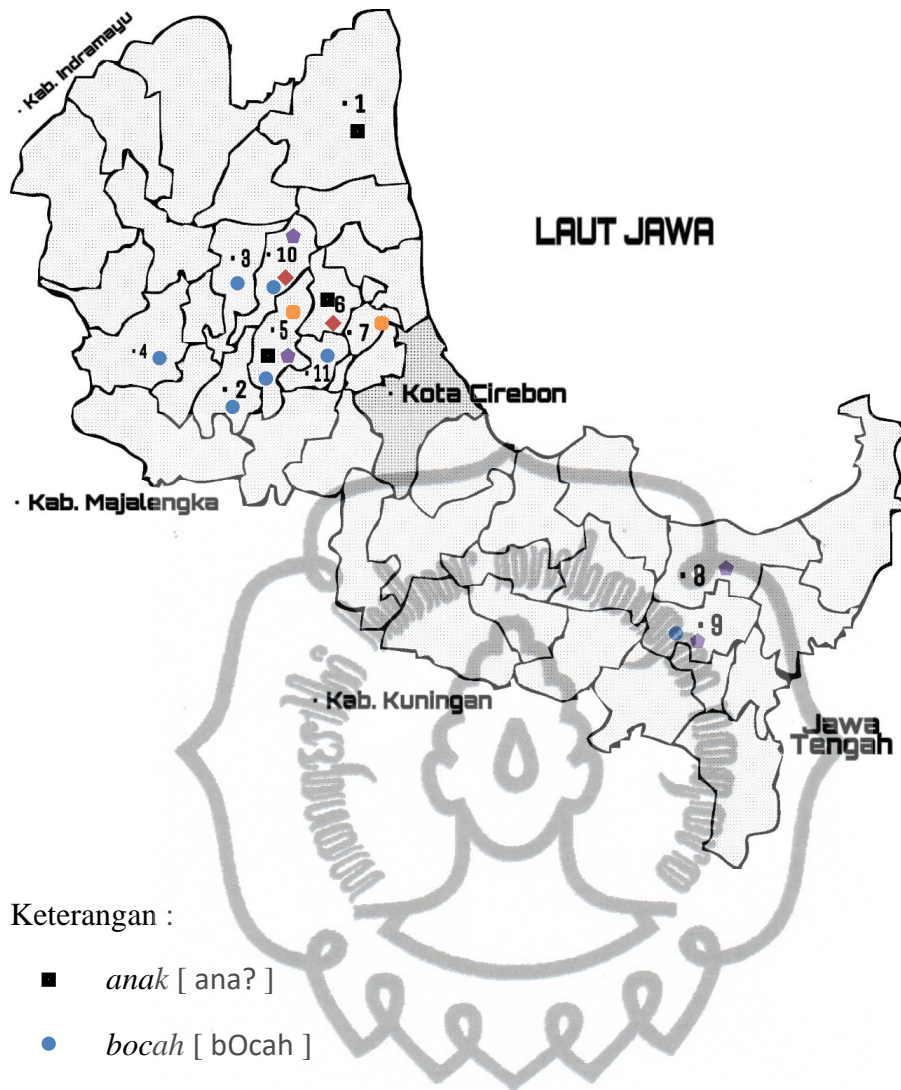 · Kab. Indramayu
· 1
LAUT JAWA
· 3
· 10
6
· 5
· 7
· 4
· 11
· 2
· Kota Cirebon
· Kab. Majalengka
· 8
· 9
· Kab. Kuningan
Jawa
Tengah
Keterangan :
anak [ ana? ]
bocah [ bOcah ]